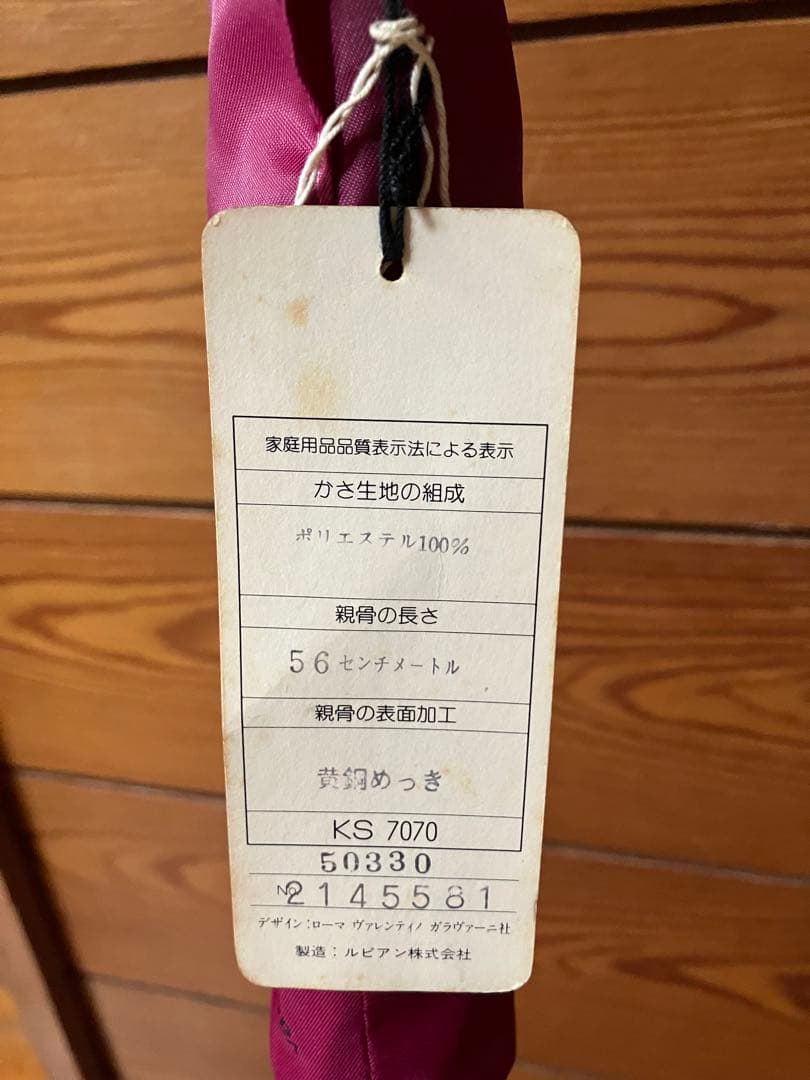 家庭用品品質表示法による表示
かさ生地の組成
ポリエステル100%
親骨の長さ
56センチメートル
親骨の表面加工
黄銅めっき
KS 7070
50330
No 2145581
デザイン:ローマ ヴァレンティノ ガラヴァーニ社
製造:ルビアン株式会社